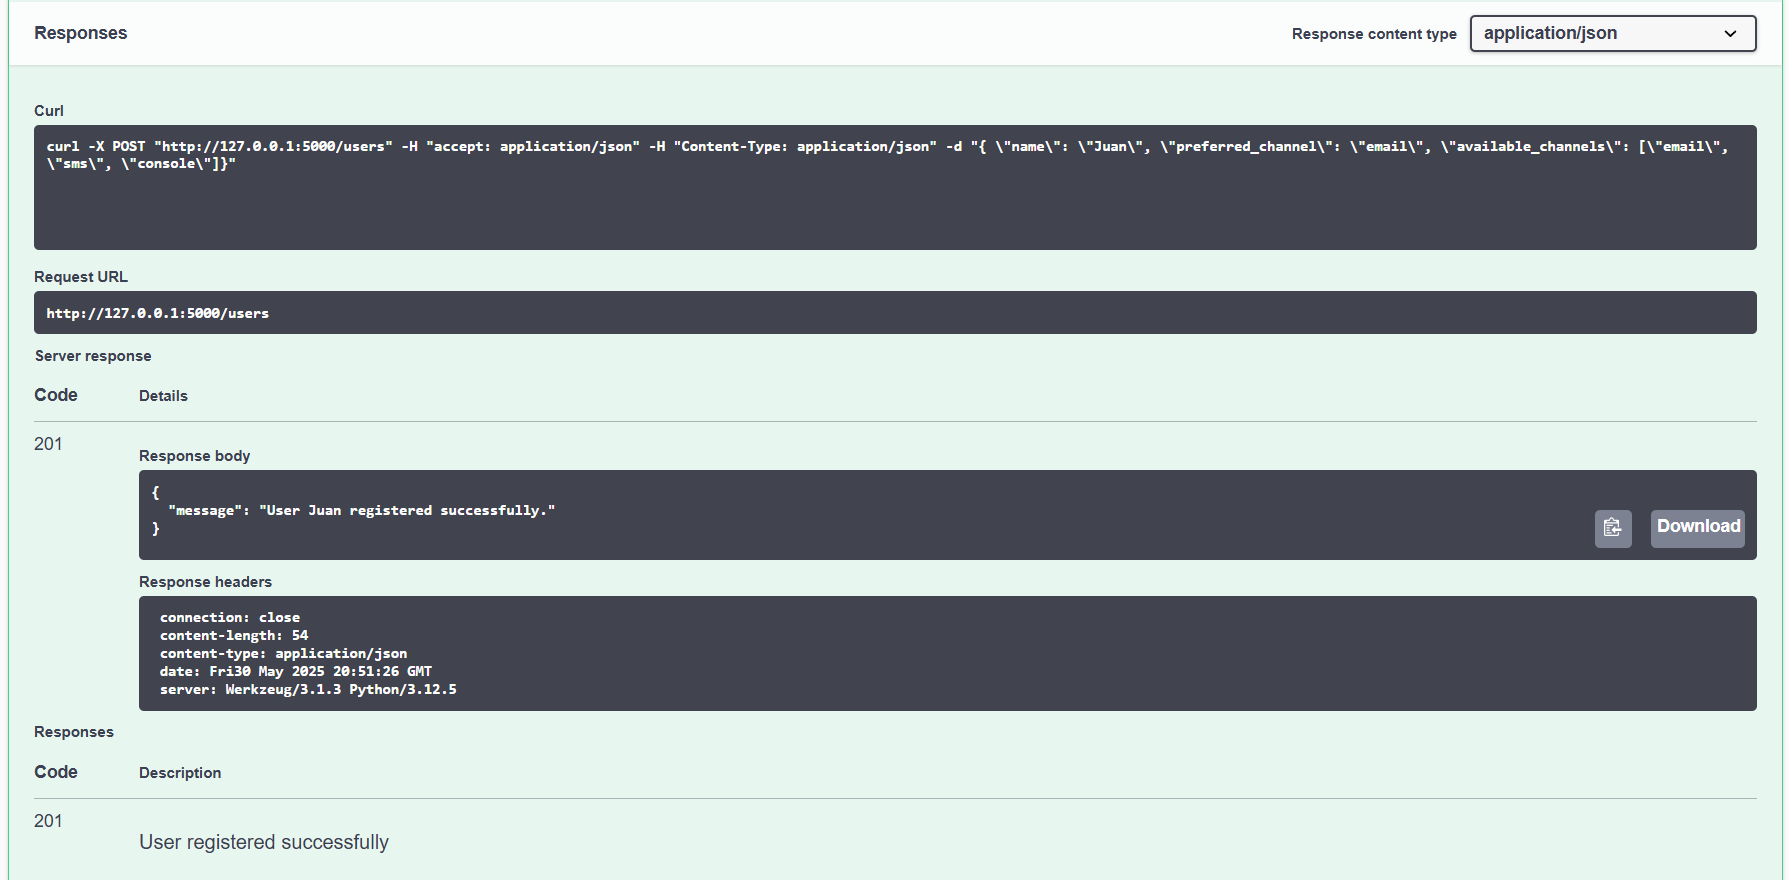 Responses
Response content type application/json
Curl
curl -X POST "http://127.0.0.1:5000/users" -H "accept: application/json" -H "Content-Type: application/json" -d "{ \"name\": \"Juan\", \"preferred_channel\": \"email\", \"available_channels\": [\"email\",
\"sms\", \"console\"]}"
Request URL
http://127.0.0.1:5000/users
Server response
Code Details
201
Response body
{
  "message": "User Juan registered successfully."
}
Download
Response headers
connection: close
content-length: 54
content-type: application/json
date: Fri30 May 2025 20:51:26 GMT
server: Werkzeug/3.1.3 Python/3.12.5
Responses
Code Description
201
User registered successfully